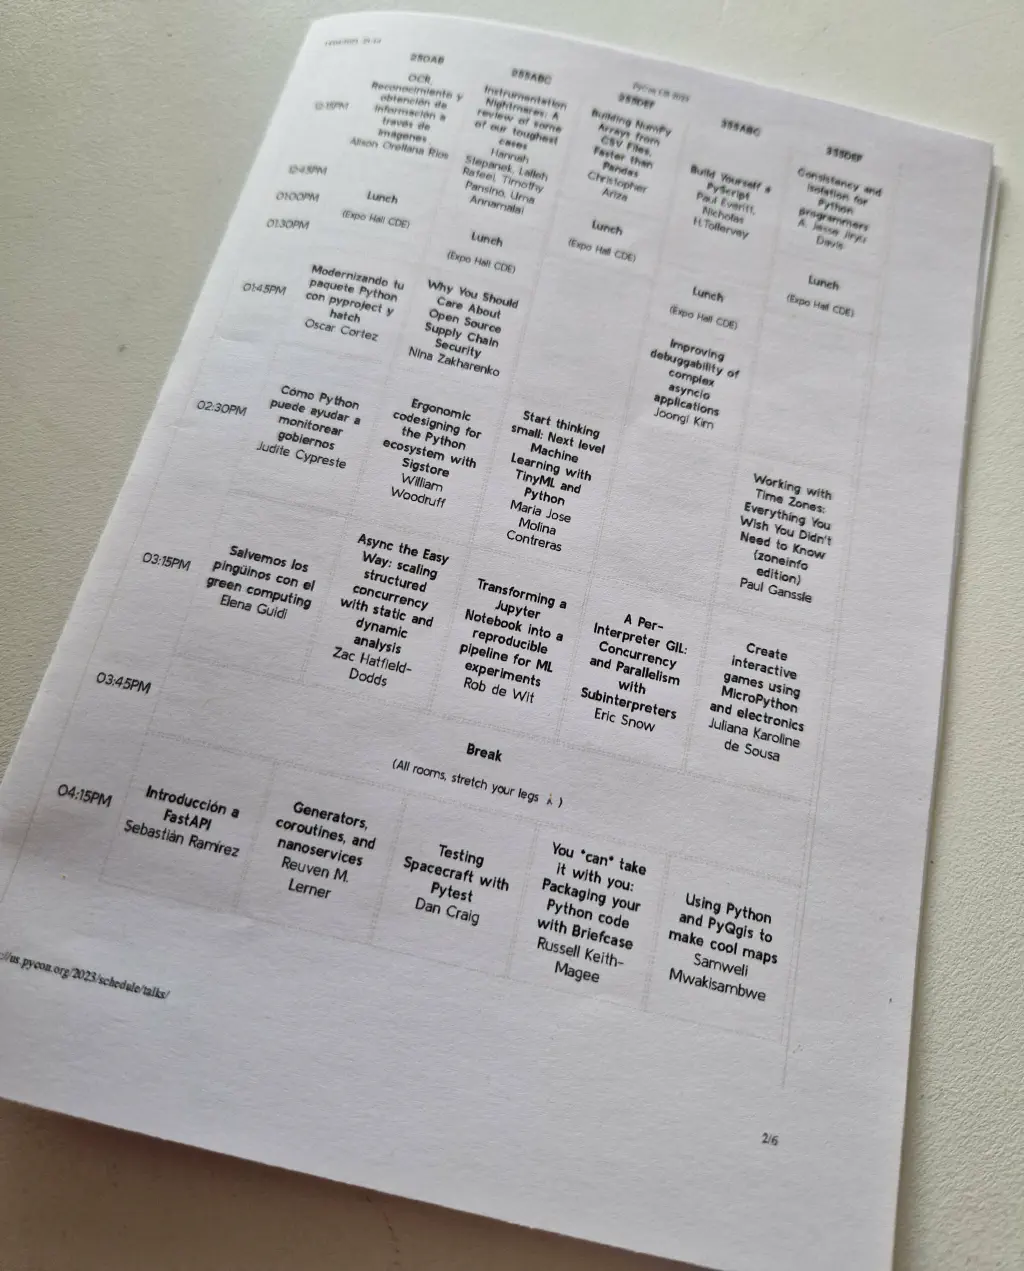 PyCon US 2023
250AB
255ABC
255DEF
355ABC
355DEF
12:15PM
OCR,
Reconocimiento y
obtención de
información a
través de
imágenes
Alison Orellana Rios
Instrumentation
Nightmares: A
review of some
of our toughest
cases
Hannah
Stepanek, Lalleh
Rafeei, Timothy
Pansino, Uma
Annamalai
Building NumPy
Arrays from
CSV Files,
Faster than
Pandas
Christopher
Ariza
Build Yourself a
PyScript
Paul Everitt,
Nicholas
H.Tollervey
Consistency and
isolation for
Python
programmers
A. Jesse Jiryu
Davis
12:45PM
01:00PM
Lunch
(Expo Hall CDE)
Lunch
(Expo Hall CDE)
Lunch
(Expo Hall CDE)
Lunch
(Expo Hall CDE)
Lunch
(Expo Hall CDE)
01:30PM
01:45PM
Modernizando tu
paquete Python
con pyproject y
hatch
Oscar Cortez
Why You Should
Care About
Open Source
Supply Chain
Security
Nina Zakharenko
Improving
debuggability of
complex
asyncio
applications
Joongi Kim
02:30PM
Cómo Python
puede ayudar a
monitorear
gobiernos
Judite Cypreste
Ergonomic
codesigning for
the Python
ecosystem with
Sigstore
William
Woodruff
Start thinking
small: Next level
Machine
Learning with
TinyML and
Python
Maria Jose
Molina
Contreras
Working with
Time Zones:
Everything You
Wish You Didn't
Need to Know
(zoneinfo
edition)
Paul Ganssle
03:15PM
Salvemos los
pingüinos con el
green computing
Elena Guidi
Async the Easy
Way: scaling
structured
concurrency
with static and
dynamic
analysis
Zac Hatfield-
Dodds
Transforming a
Jupyter
Notebook into a
reproducible
pipeline for ML
experiments
Rob de Wit
A Per-
Interpreter GIL:
Concurrency
and Parallelism
with
Subinterpreters
Eric Snow
Create
interactive
games using
MicroPython
and electronics
Juliana Karoline
de Sousa
03:45PM
Break
(All rooms, stretch your legs 🚶)
04:15PM
Introducción a
FastAPI
Sebastián Ramírez
Generators,
coroutines, and
nanoservices
Reuven M.
Lerner
Testing
Spacecraft with
Pytest
Dan Craig
You *can* take
it with you:
Packaging your
Python code
with Briefcase
Russell Keith-
Magee
Using Python
and PyQgis to
make cool maps
Samweli
Mwakisambwe
://us.pycon.org/2023/schedule/talks/
2/6